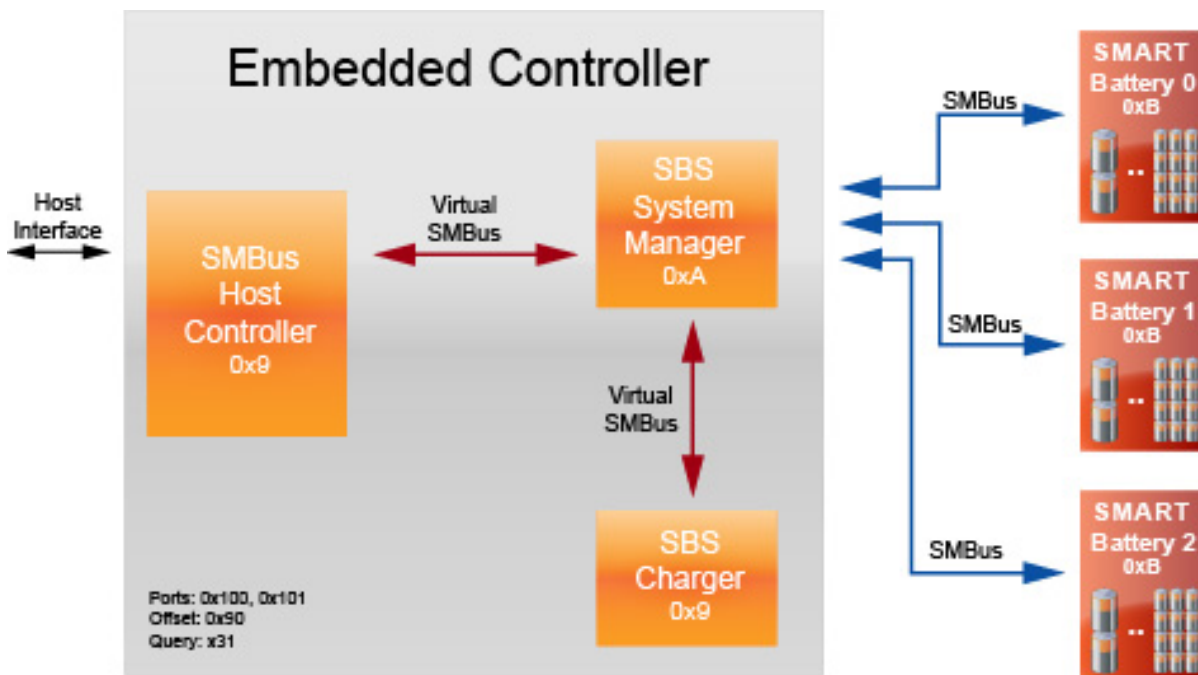 Embedded Controller
Host
Interface
SMBus
Host
Controller
0x9
Virtual
SMBus
SBS
System
Manager
0xA
Virtual
SMBus
SBS
Charger
0x9
Ports: 0x100, 0x101
Offset: 0x90
Query: x31
SMBus
SMART
Battery 0
0xB
..
SMBus
SMART
Battery 1
0xB
..
SMBus
SMART
Battery 2
0xB
..